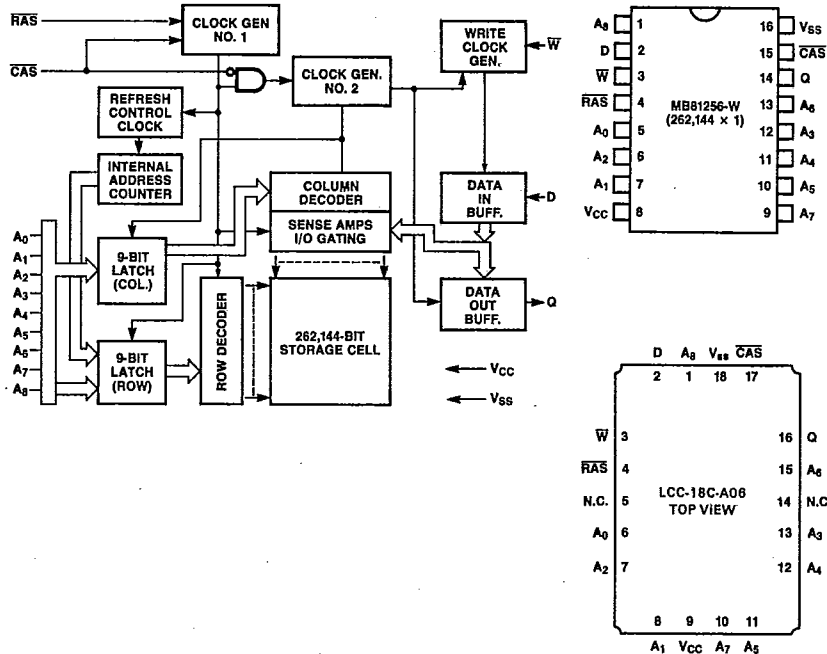 R̅A̅S̅
CLOCK GEN
NO. 1
C̅A̅S̅
CLOCK GEN.
NO. 2
WRITE
CLOCK
GEN.
W̅
REFRESH
CONTROL
CLOCK
INTERNAL
ADDRESS
COUNTER
COLUMN
DECODER
SENSE AMPS
I/O GATING
DATA
IN
BUFF.
D
A₀
A₁
A₂
A₃
A₄
A₅
A₆
A₇
A₈
9-BIT
LATCH
(COL.)
9-BIT
LATCH
(ROW)
ROW DECODER
262,144-BIT
STORAGE CELL
DATA
OUT
BUFF.
Q
VCC
VSS
A₈ 1
D 2
W̅ 3
R̅A̅S̅ 4
A₀ 5
A₂ 6
A₁ 7
VCC 8
MB81256-W
(262,144 × 1)
16 VSS
15 C̅A̅S̅
14 Q
13 A₆
12 A₃
11 A₄
10 A₅
9 A₇
D A₈ Vss C̅A̅S̅
2 1 18 17
W̅ 3
R̅A̅S̅ 4
N.C. 5
A₀ 6
A₂ 7
LCC-18C-A06
TOP VIEW
16 Q
15 A₆
14 N.C
13 A₃
12 A₄
8 9 10 11
A₁ VCC A₇ A₅